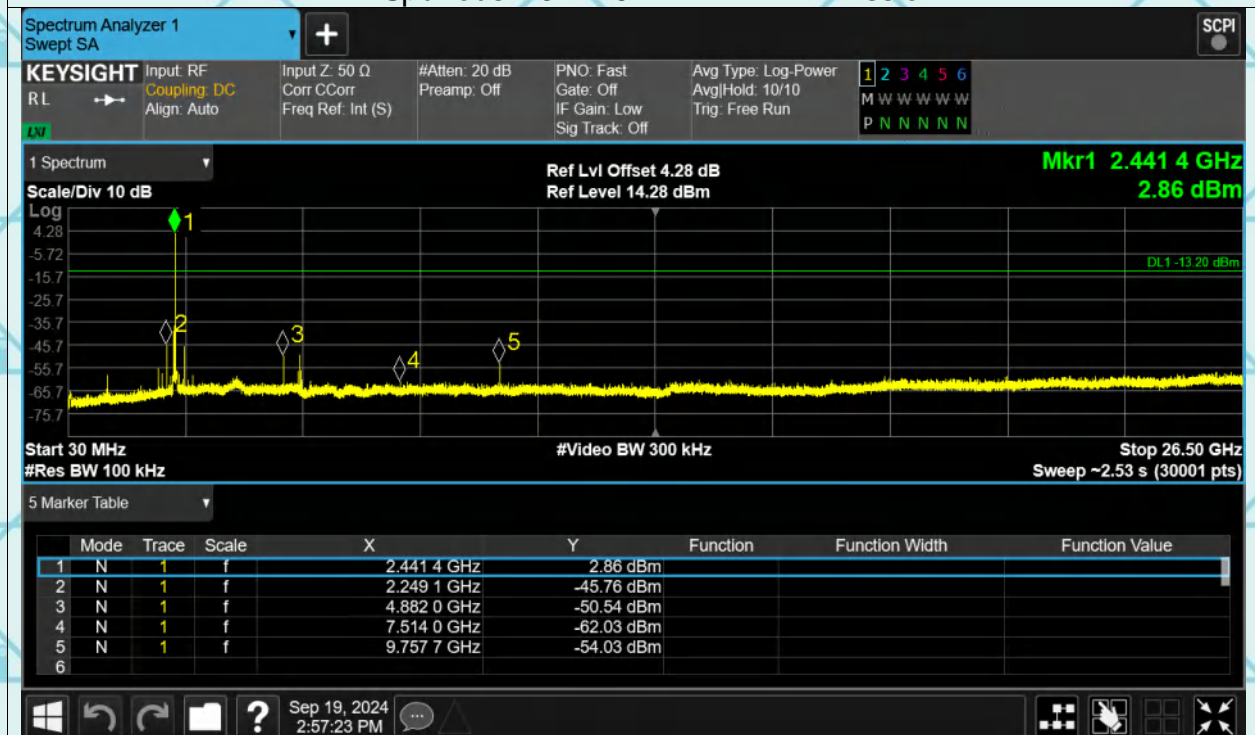 Spectrum Analyzer 1
Swept SA
+
SCPI
KEYSIGHT
RL
LXI
Input: RF
Coupling: DC
Align: Auto
Input Z: 50 Ω
Corr CCorr
Freq Ref: Int (S)
#Atten: 20 dB
Preamp: Off
PNO: Fast
Gate: Off
IF Gain: Low
Sig Track: Off
Avg Type: Log-Power
Avg|Hold: 10/10
Trig: Free Run
1 2 3 4 5 6
M W W W W W
P N N N N N
1 Spectrum
Ref Lvl Offset 4.28 dB
Mkr1 2.441 4 GHz
Scale/Div 10 dB
Ref Level 14.28 dBm
2.86 dBm
Log
1
4.28
-5.72
DL1 -13.20 dBm
-15.7
-25.7
-35.7
2
3
-45.7
5
4
-55.7
-65.7
-75.7
Start 30 MHz
#Video BW 300 kHz
Stop 26.50 GHz
#Res BW 100 kHz
Sweep ~2.53 s (30001 pts)
5 Marker Table
Mode Trace Scale X Y Function Function Width Function Value
1 N 1 f 2.441 4 GHz 2.86 dBm
2 N 1 f 2.249 1 GHz -45.76 dBm
3 N 1 f 4.882 0 GHz -50.54 dBm
4 N 1 f 7.514 0 GHz -62.03 dBm
5 N 1 f 9.757 7 GHz -54.03 dBm
6
?
Sep 19, 2024
2:57:23 PM